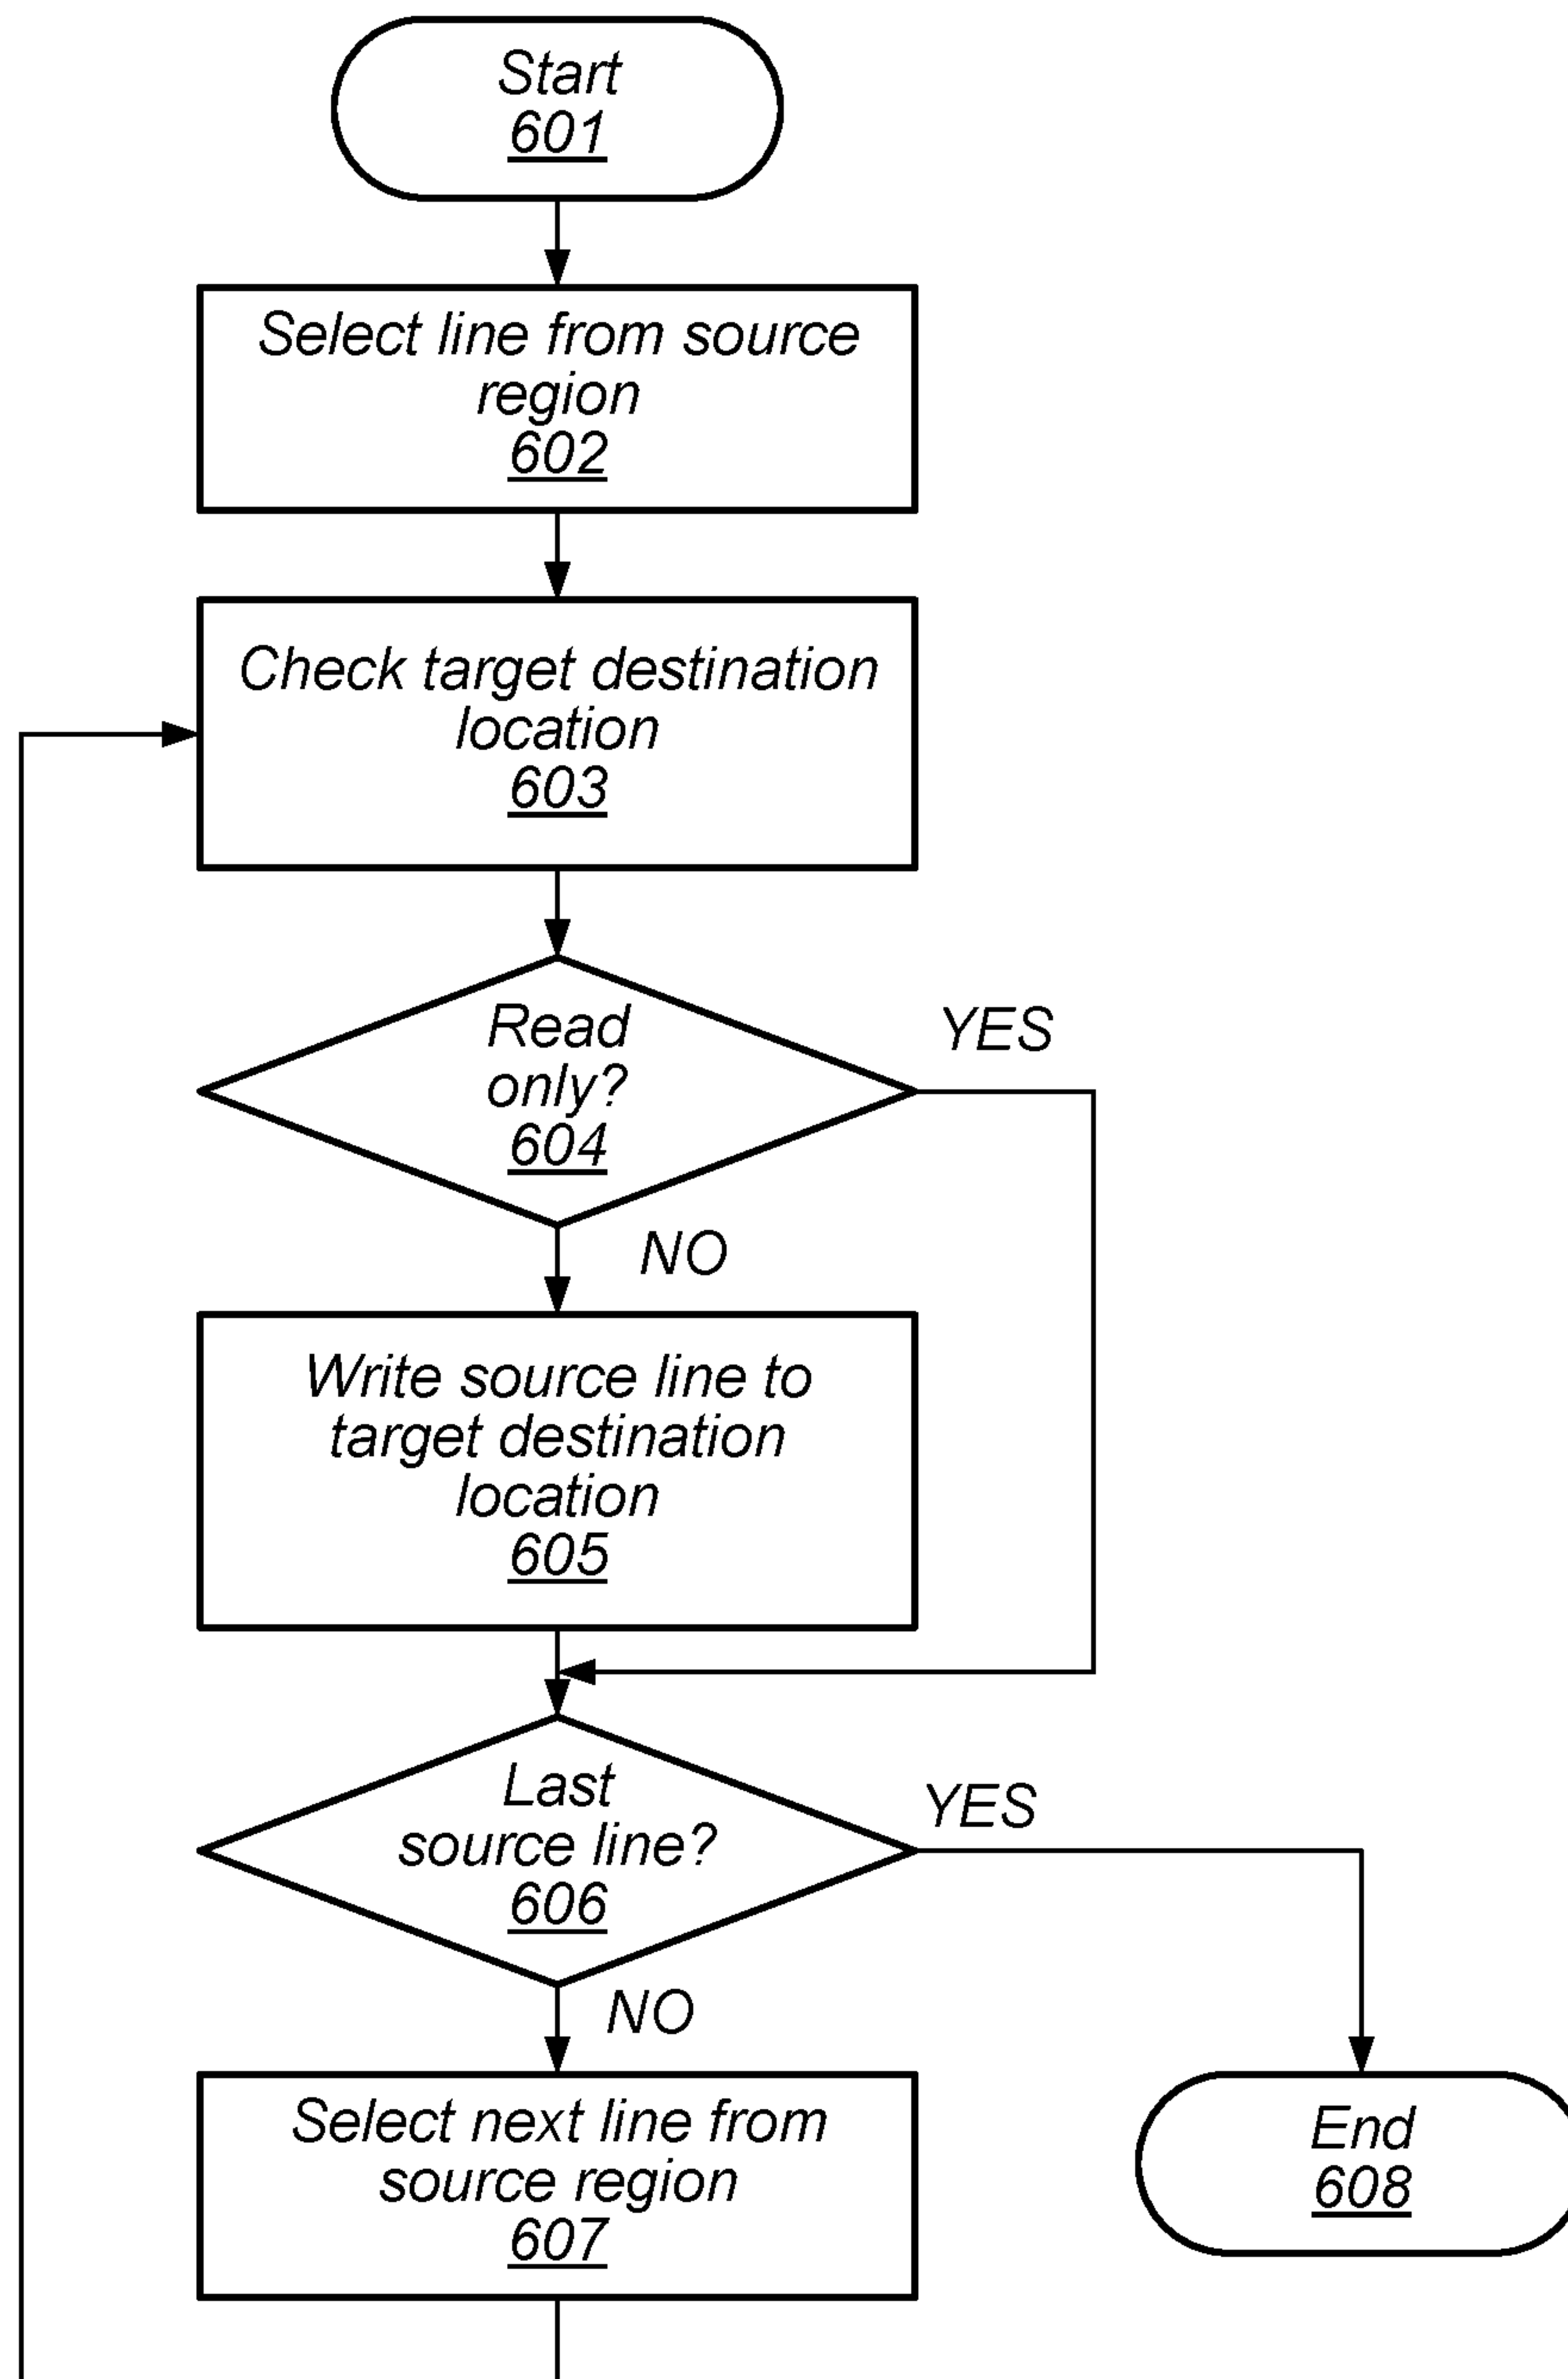 Start
601
Select line from source
region
602
Check target destination
location
603
Read
only?
604
YES
NO
Write source line to
target destination
location
605
Last
source line?
606
YES
NO
Select next line from
source region
607
End
608